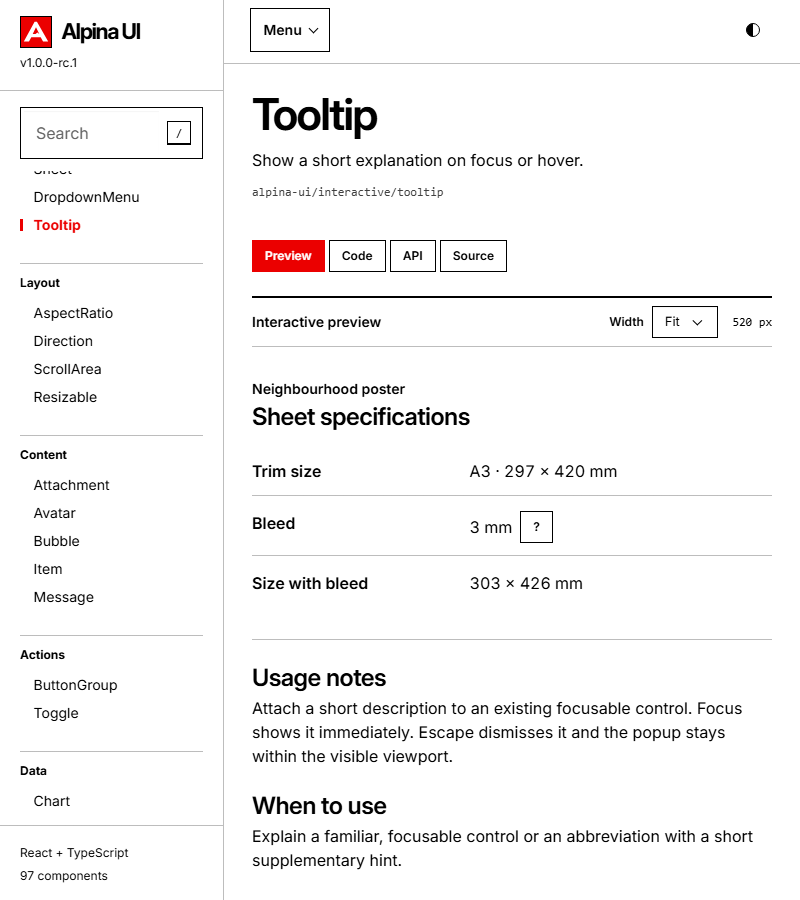 Alpina UI
v1.0.0-rc.1
Search
/
Sheet
DropdownMenu
Tooltip
Layout
AspectRatio
Direction
ScrollArea
Resizable
Content
Attachment
Avatar
Bubble
Item
Message
Actions
ButtonGroup
Toggle
Data
Chart
React + TypeScript
97 components
Menu
Tooltip
Show a short explanation on focus or hover.
alpina-ui/interactive/tooltip
Preview Code API Source
Interactive preview Width Fit 520 px
Neighbourhood poster
Sheet specifications
Trim size A3 · 297 × 420 mm
Bleed 3 mm ?
Size with bleed 303 × 426 mm
Usage notes
Attach a short description to an existing focusable control. Focus
shows it immediately. Escape dismisses it and the popup stays
within the visible viewport.
When to use
Explain a familiar, focusable control or an abbreviation with a short
supplementary hint.